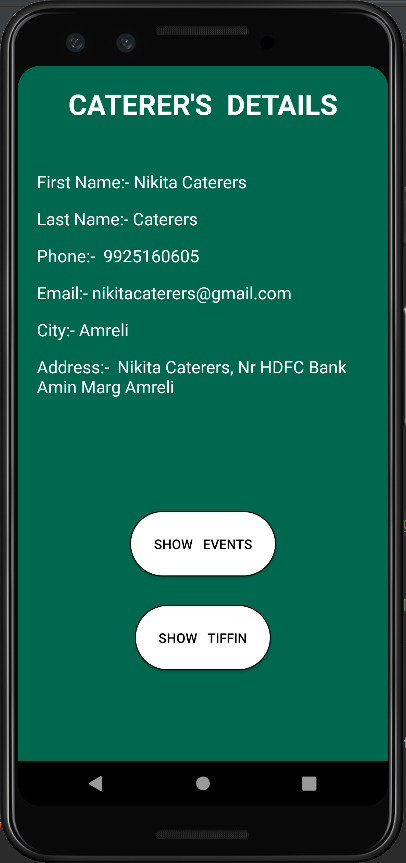 CATERER'S DETAILS
First Name:- Nikita Caterers
Last Name:- Caterers
Phone:- 9925160605
Email:- nikitacaterers@gmail.com
City:- Amreli
Address:- Nikita Caterers, Nr HDFC Bank
Amin Marg Amreli
SHOW EVENTS
SHOW TIFFIN